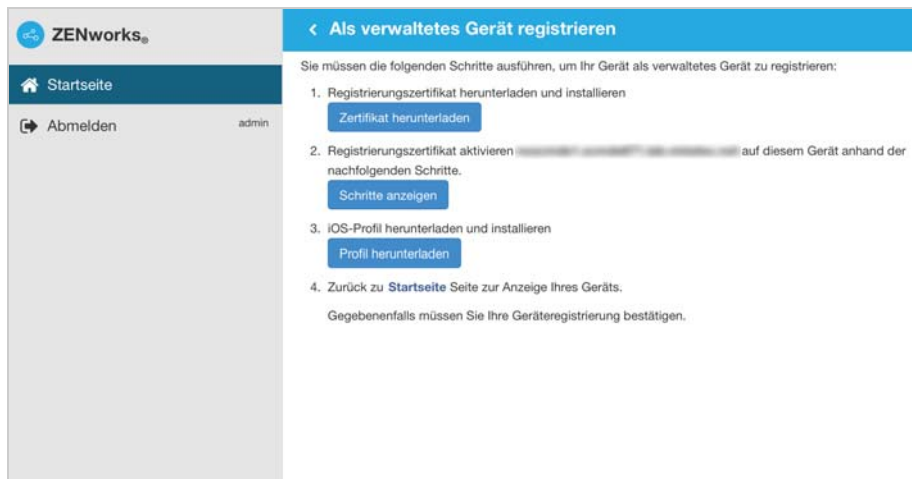 ZENworks®
Startseite
Abmelden admin
Als verwaltetes Gerät registrieren
Sie müssen die folgenden Schritte ausführen, um Ihr Gerät als verwaltetes Gerät zu registrieren:
1. Registrierungszertifikat herunterladen und installieren
Zertifikat herunterladen
2. Registrierungszertifikat aktivieren auf diesem Gerät anhand der
nachfolgenden Schritte.
Schritte anzeigen
3. iOS-Profil herunterladen und installieren
Profil herunterladen
4. Zurück zu Startseite Seite zur Anzeige Ihres Geräts.
Gegebenenfalls müssen Sie Ihre Geräteregistrierung bestätigen.